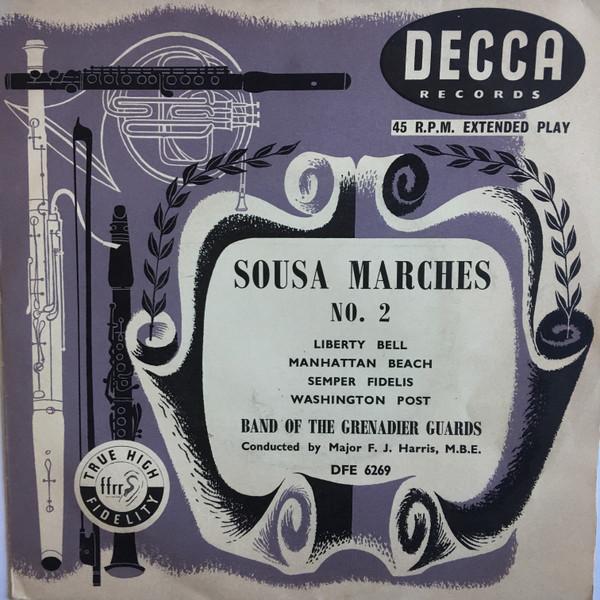 DECCA
RECORDS
45 R.P.M. EXTENDED PLAY
SOUSA MARCHES
NO. 2
LIBERTY BELL
MANHATTAN BEACH
SEMPER FIDELIS
WASHINGTON POST
BAND OF THE GRENADIER GUARDS
Conducted by Major F. J. Harris, M.B.E.
DFE 6269
TRUE HIGH
ffrr
FIDELITY